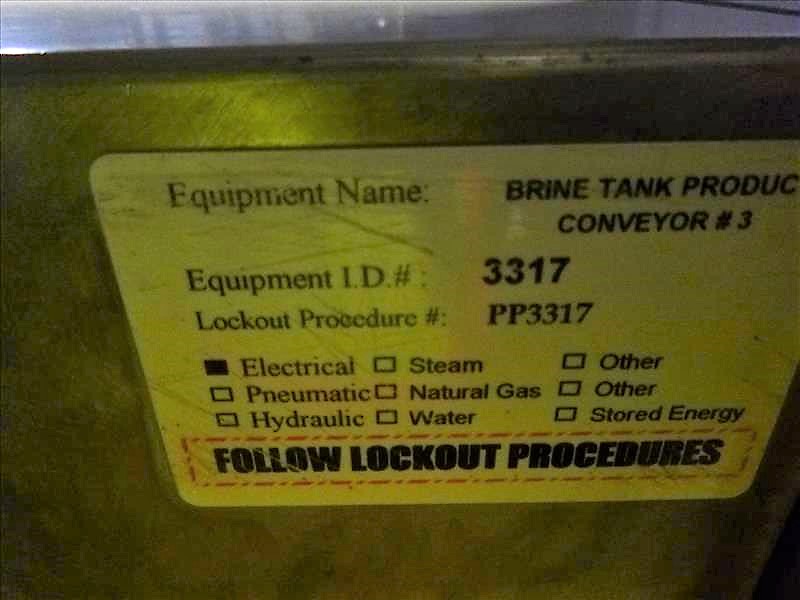 Equipment Name: BRINE TANK PRODUC
CONVEYOR # 3
Equipment I.D.# : 3317
Lockout Procedure #: PP3317
■ Electrical □ Steam □ Other
□ Pneumatic □ Natural Gas □ Other
□ Hydraulic □ Water □ Stored Energy
FOLLOW LOCKOUT PROCEDURES